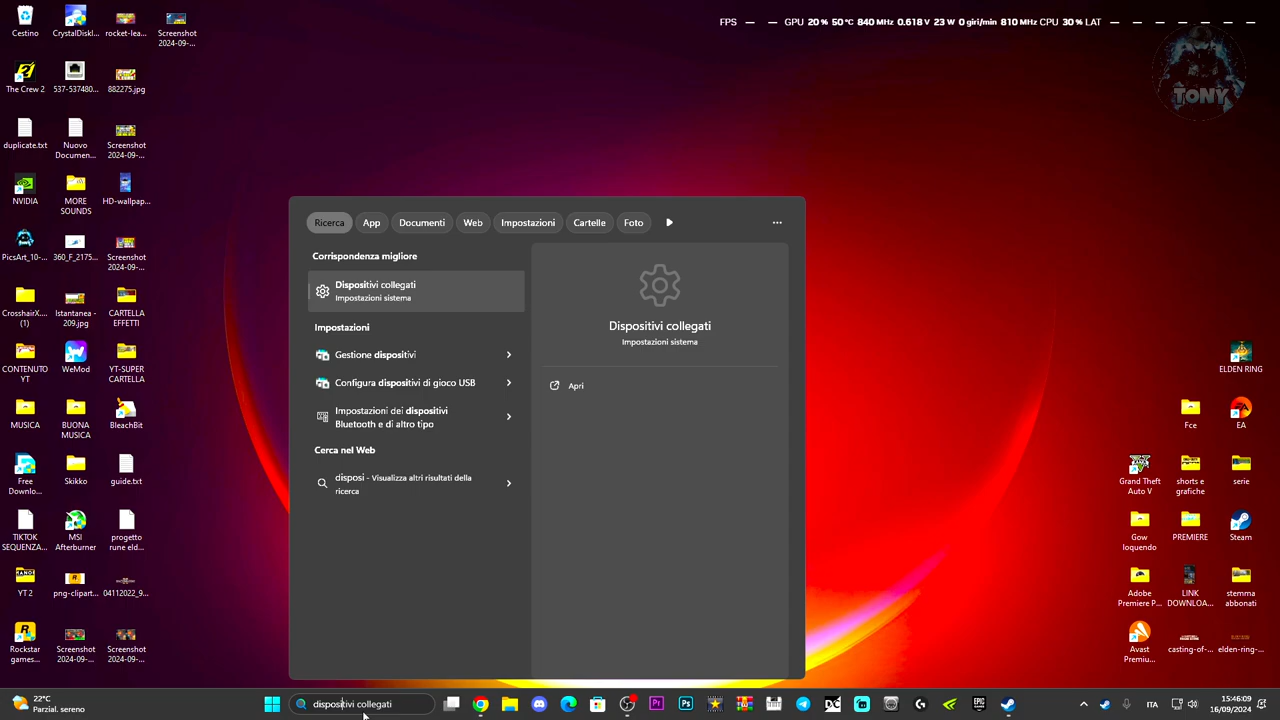 FPS — — GPU 20 % 50 °C 840 MHz 0.618 V 23 W 0 giri/min 810 MHz CPU 30 % LAT — — — — — — —
TONY
Cestino
CrystalDiskI...
rocket-lea...
Screenshot
2024-09-...
The Crew 2
537-537480...
882275.jpg
duplicate.txt
Nuovo
Documen...
Screenshot
2024-09-...
NVIDIA
MORE
SOUNDS
HD-wallpap...
PicsArt_10-...
360_F_2175...
Screenshot
2024-09-...
CrosshairX...
(1)
Istantanea -
209.jpg
CARTELLA
EFFETTI
CONTENUTO
YT
WeMod
YT-SUPER
CARTELLA
MUSICA
BUONA
MUSICA
BleachBit
Free
Downlo...
Skikko
guide.txt
TIKTOK
SEQUENZA...
MSI
Afterburner
progetto
rune eld...
YT 2
png-clipart...
04112022_9...
Rockstar
games...
Screenshot
2024-09-...
Screenshot
2024-09-...
Ricerca
App
Documenti
Web
Impostazioni
Cartelle
Foto
Corrispondenza migliore
Dispositivi collegati
Impostazioni sistema
Impostazioni
Gestione dispositivi
Configura dispositivi di gioco USB
Impostazioni dei dispositivi
Bluetooth e di altro tipo
Cerca nel Web
disposi - Visualizza altri risultati della
ricerca
Dispositivi collegati
Impostazioni sistema
Apri
ELDEN RING
Fce
EA
Grand Theft
Auto V
shorts e
grafiche
serie
Gow
loquendo
PREMIERE
Steam
Adobe
Premiere P...
LINK
DOWNLOA...
stemma
abbonati
Avast
Premiu...
casting-of-...
elden-ring-...
22°C
Parzial. sereno
dispositivi collegati
ITA
15:46:09
16/09/2024